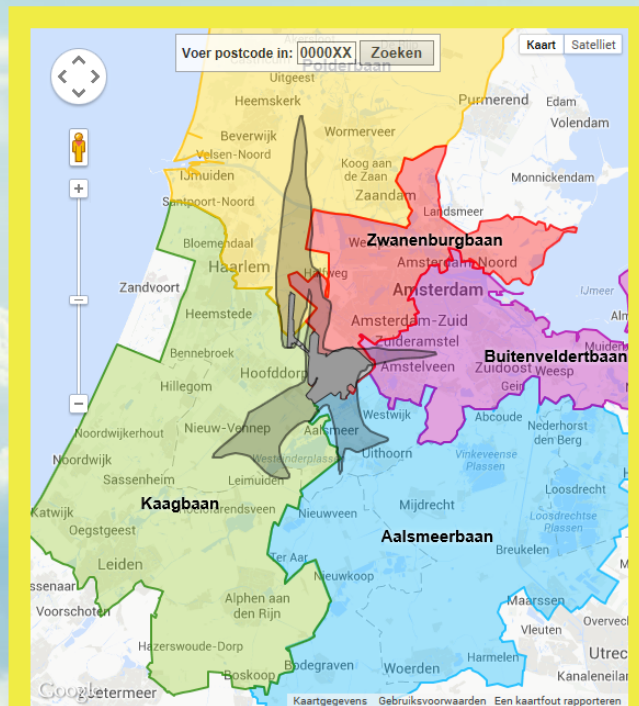 Akersloot
Voer postcode in: 0000XX Zoeken
Kaart Satelliet
Polderbaan
Uitgeest
Heemskerk
Purmerend
Edam
Volendam
Beverwijk
Wormerveer
Velsen-Noord
Koog aan
de Zaan
IJmuiden
Zaandam
Monnickendam
Santpoort-Noord
Landsmeer
Bloemendaal
Zwanenburgbaan
Haarlem
Halfweg
Amsterdam-Noord
Zandvoort
Amsterdam
IJmeer
Heemstede
Amsterdam-Zuid
Zuideramstel
Bennebroek
Buitenveldertbaan
Hoofddorp
Amstelveen
Zuidoost
Weesp
Muiden
Hillegom
Gein
Nieuw-Vennep
Aalsmeer
Westwijk
Abcoude
Nederhorst
den Berg
Noordwijkerhout
Uithoorn
Noordwijk
Westeinderplassen
Vinkeveense
Plassen
Sassenheim
Leimuiden
Loosdrecht
Kaagbaan
Mijdrecht
Katwijk
Roelofarendsveen
Nieuwveen
Loosdrechtse
Plassen
Oegstgeest
Aalsmeerbaan
Leiden
Ter Aar
Breukelen
Nieuwkoop
Voorschoten
Alphen aan
den Rijn
Maarssen
Vleuten
Hazerswoude-Dorp
Harmelen
Boskoop
Bodegraven
Woerden
Google
Kaartgegevens Gebruiksvoorwaarden Een kaartfout rapporteren